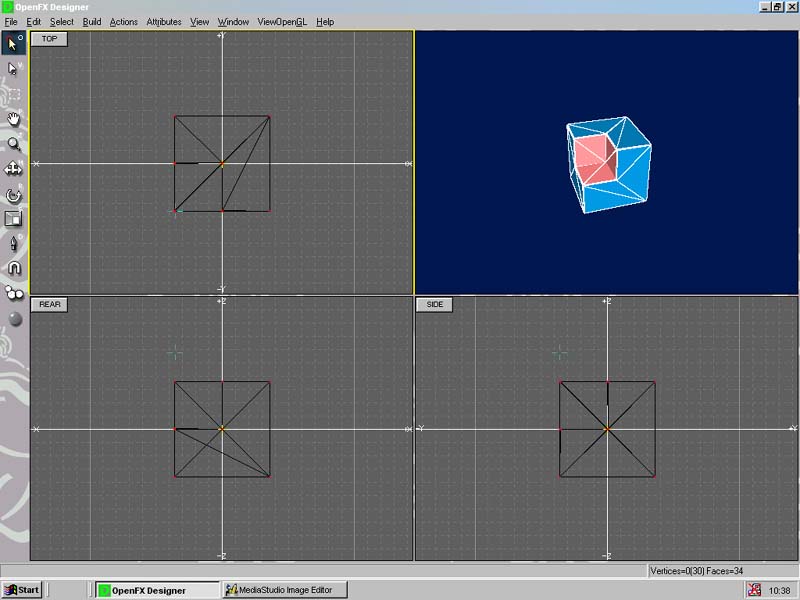 OpenFX Designer
File Edit Select Build Actions Attributes View Window ViewOpenGL Help
TOP
+Y
X
X
-Y
REAR
SIDE
+Z
+Z
X
X
-Y
+Y
-Z
-Z
Vertices=0(30) Faces=34
Start
OpenFX Designer
MediaStudio Image Editor
10:38